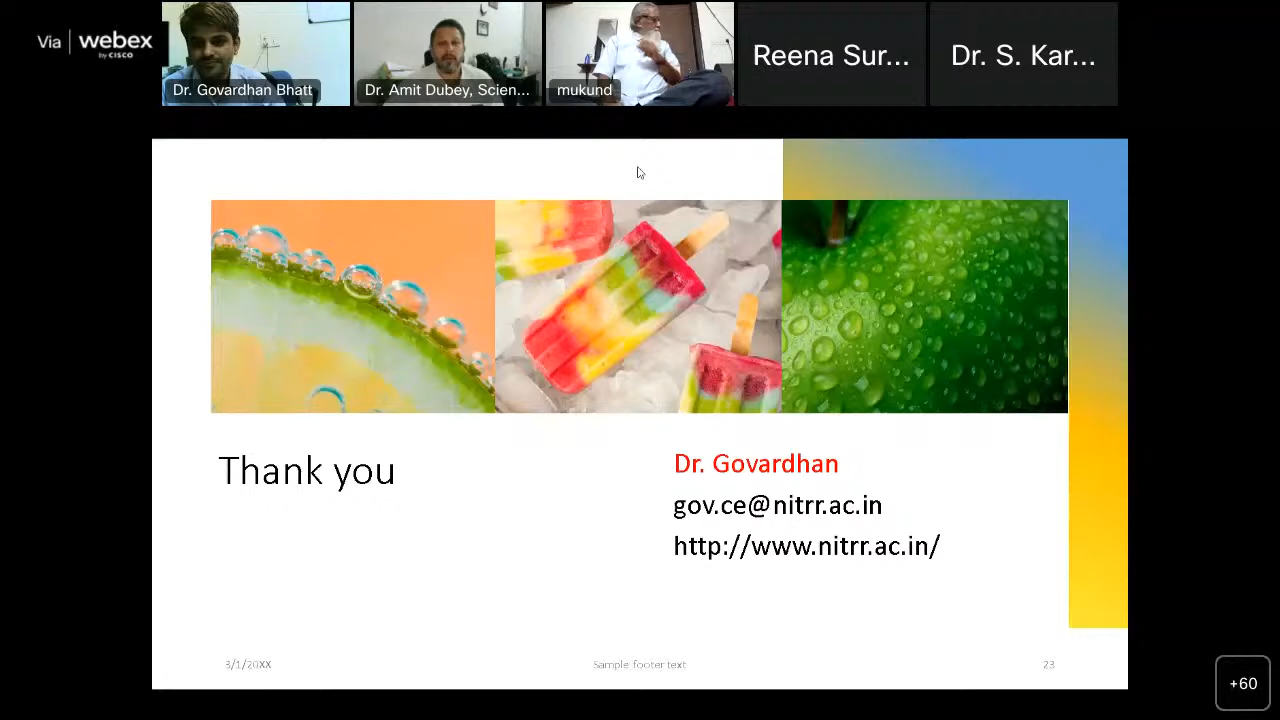 Via webex
by CISCO
Dr. Govardhan Bhatt
Dr. Amit Dubey, Scien...
mukund
Reena Sur...
Dr. S. Kar...
Thank you
Dr. Govardhan
gov.ce@nitrr.ac.in
http://www.nitrr.ac.in/
3/1/20XX
Sample footer text
23
+60